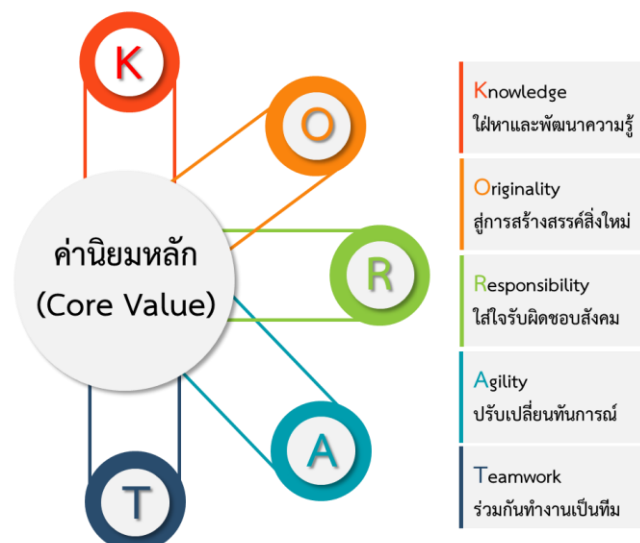 K
O
ค่านิยมหลัก
(Core Value)
R
A
T
Knowledge
ใฝ่หาและพัฒนาความรู้
Originality
สู่การสร้างสรรค์สิ่งใหม่
Responsibility
ใส่ใจรับผิดชอบสังคม
Agility
ปรับเปลี่ยนทันการณ์
Teamwork
ร่วมกันทำงานเป็นทีม